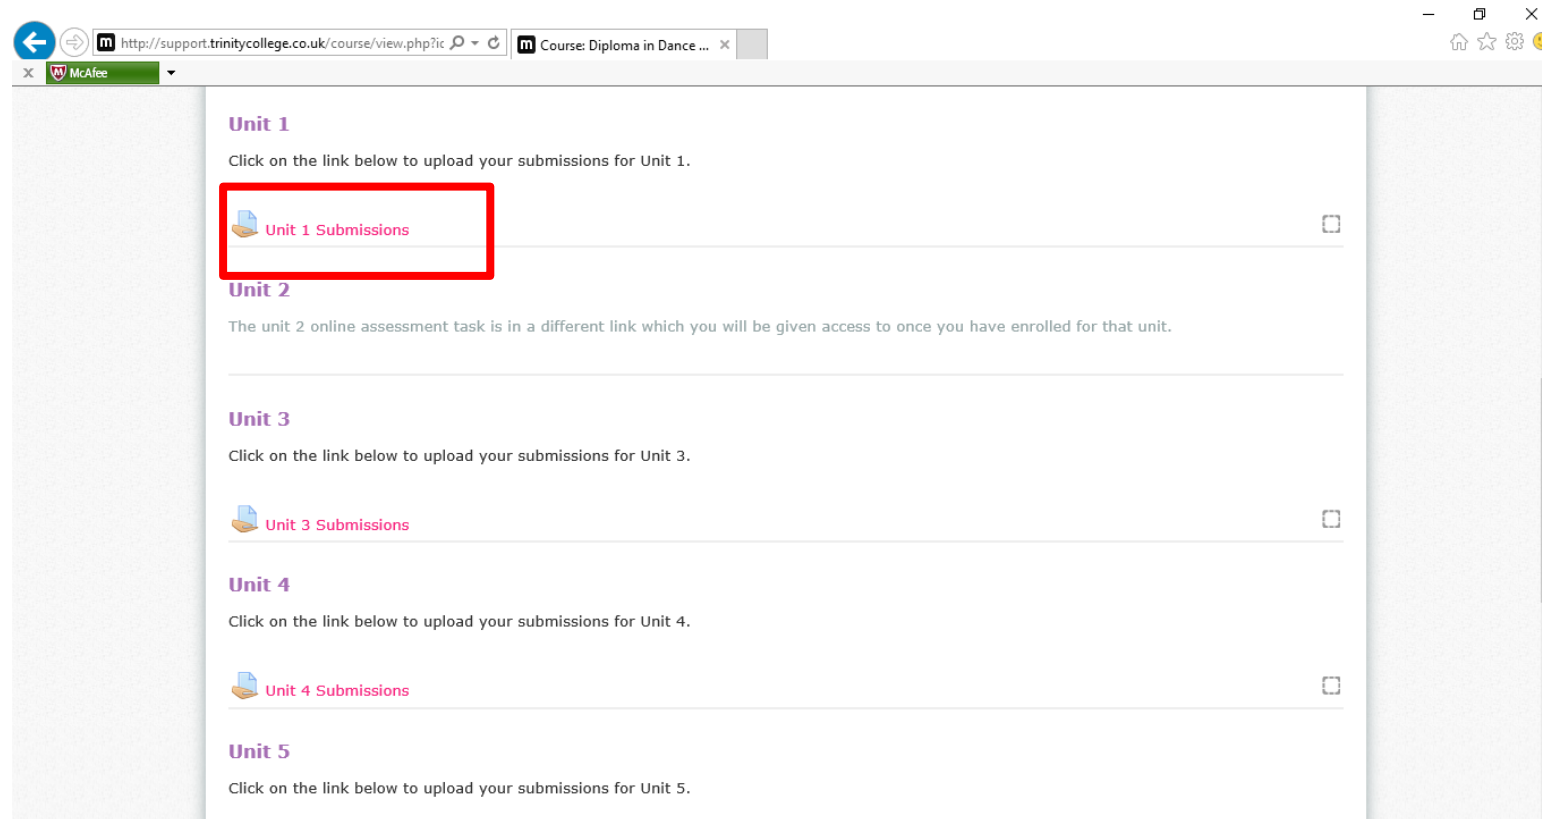 http://support.trinitycollege.co.uk/course/view.php?ic
m Course: Diploma in Dance ...
X McAfee
Unit 1
Click on the link below to upload your submissions for Unit 1.
Unit 1 Submissions
Unit 2
The unit 2 online assessment task is in a different link which you will be given access to once you have enrolled for that unit.
Unit 3
Click on the link below to upload your submissions for Unit 3.
Unit 3 Submissions
Unit 4
Click on the link below to upload your submissions for Unit 4.
Unit 4 Submissions
Unit 5
Click on the link below to upload your submissions for Unit 5.